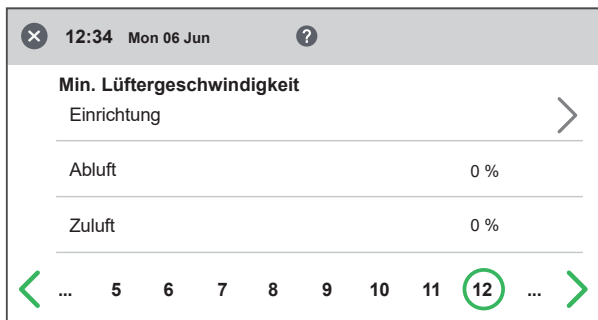 12:34 Mon 06 Jun ?
Min. Lüftergeschwindigkeit
Einrichtung
Abluft 0 %
Zuluft 0 %
... 5 6 7 8 9 10 11 12 ...